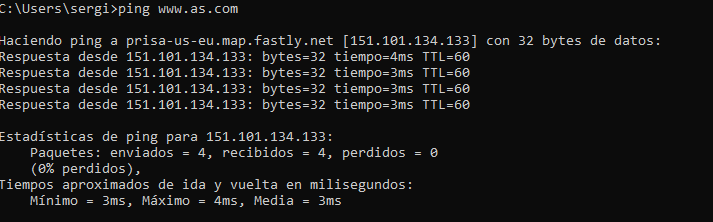 C:\Users\sergi>ping www.as.com
Haciendo ping a prisa-us-eu.map.fastly.net [151.101.134.133] con 32 bytes de datos:
Respuesta desde 151.101.134.133: bytes=32 tiempo=4ms TTL=60
Respuesta desde 151.101.134.133: bytes=32 tiempo=3ms TTL=60
Respuesta desde 151.101.134.133: bytes=32 tiempo=3ms TTL=60
Respuesta desde 151.101.134.133: bytes=32 tiempo=3ms TTL=60
Estadísticas de ping para 151.101.134.133:
Paquetes: enviados = 4, recibidos = 4, perdidos = 0
(0% perdidos),
Tiempos aproximados de ida y vuelta en milisegundos:
Mínimo = 3ms, Máximo = 4ms, Media = 3ms